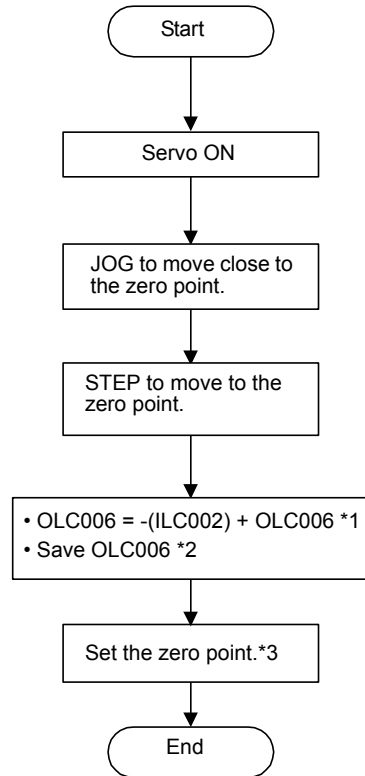 Start
Servo ON
JOG to move close to
the zero point.
STEP to move to the
zero point.
• OLC006 = -(ILC002) + OLC006 *1
• Save OLC006 *2
Set the zero point.*3
End